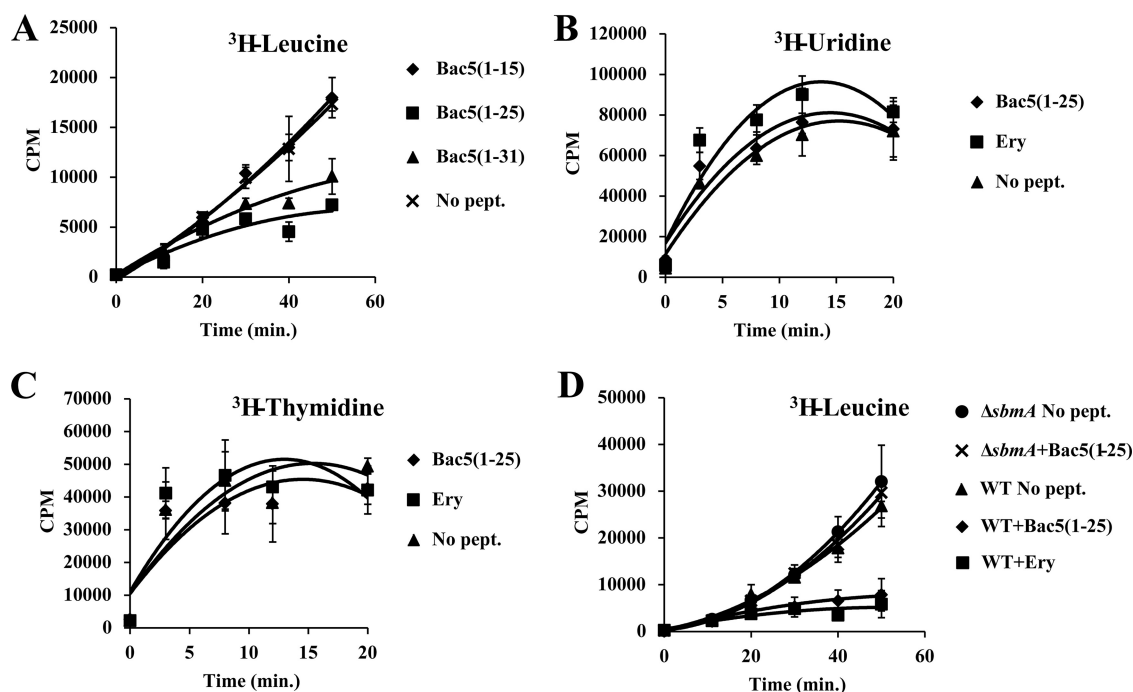 A
³H-Leucine
25000
20000
15000
10000
5000
0
CPM
0 20 40 60
Time (min.)
Bac5(1-15)
Bac5(1-25)
Bac5(1-31)
No pept.
B
³H-Uridine
120000
100000
80000
60000
40000
20000
0
CPM
0 5 10 15 20
Time (min.)
Bac5(1-25)
Ery
No pept.
C
³H-Thymidine
70000
60000
50000
40000
30000
20000
10000
0
CPM
0 5 10 15 20
Time (min.)
Bac5(1-25)
Ery
No pept.
D
³H-Leucine
50000
40000
30000
20000
10000
0
CPM
0 20 40 60
Time (min.)
ΔsbmA No pept.
ΔsbmA+Bac5(1-25)
WT No pept.
WT+Bac5(1-25)
WT+Ery